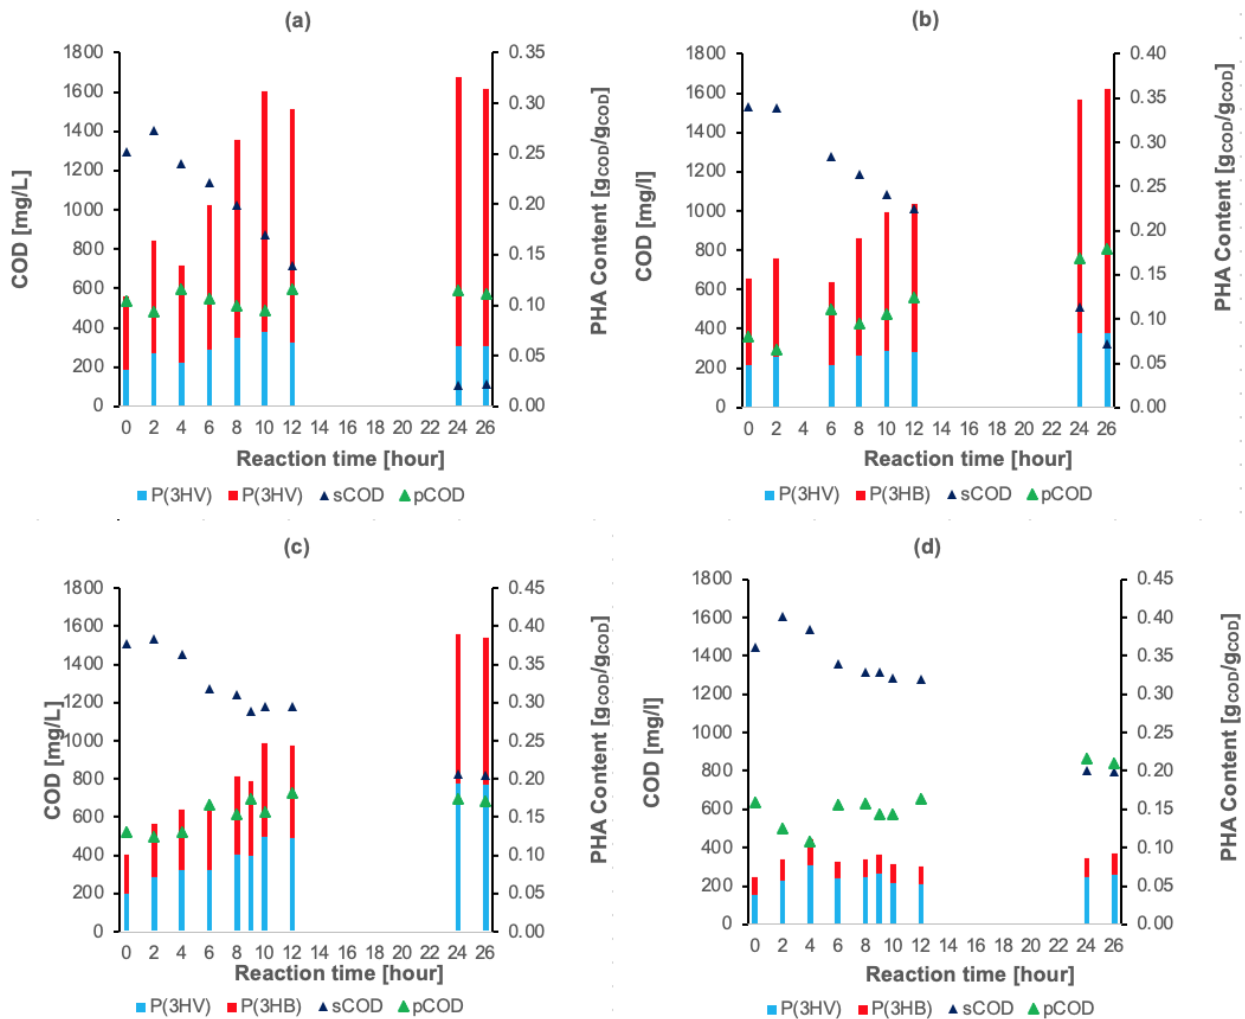 (a)
1800 0.35
1600 0.30
1400 0.25
1200
1000 0.20
800 0.15
600 0.10
400
200 0.05
0 0.00
COD [mg/L]
PHA Content [gCOD/gCOD]
0 2 4 6 8 10 12 14 16 18 20 22 24 26
Reaction time [hour]
P(3HV) P(3HV) sCOD pCOD
(b)
1800 0.40
1600 0.35
1400 0.30
1200 0.25
1000 0.20
800
600 0.15
400 0.10
200 0.05
0 0.00
COD [mg/l]
PHA Content [gCOD/gCOD]
0 2 4 6 8 10 12 14 16 18 20 22 24 26
Reaction time [hour]
P(3HV) P(3HB) sCOD pCOD
(c)
1800 0.45
1600 0.40
1400 0.35
1200 0.30
1000 0.25
800 0.20
600 0.15
400 0.10
200 0.05
0 0.00
COD [mg/L]
PHA Content [gCOD/gCOD]
0 2 4 6 8 10 12 14 16 18 20 22 24 26
Reaction time [hour]
P(3HV) P(3HB) sCOD pCOD
(d)
1800 0.45
1600 0.40
1400 0.35
1200 0.30
1000 0.25
800 0.20
600 0.15
400 0.10
200 0.05
0 0.00
COD [mg/l]
PHA Content [gCOD/gCOD]
0 2 4 6 8 10 12 14 16 18 20 22 24 26
Reaction time [hour]
P(3HV) P(3HB) sCOD pCOD